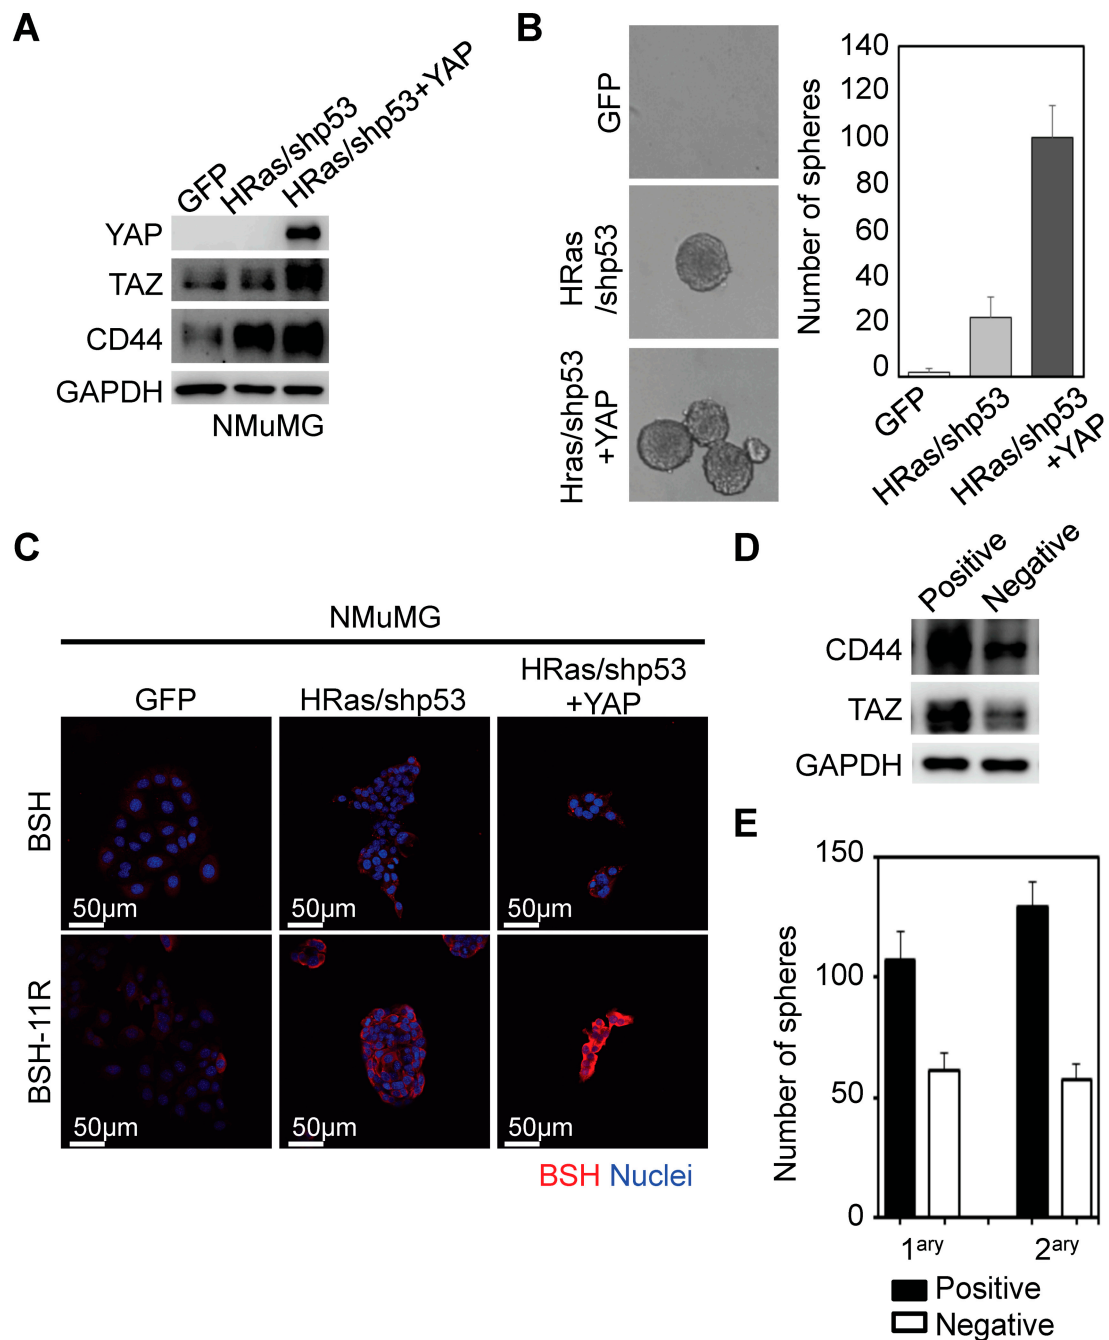 A
GFP
HRas/shp53
HRas/shp53+YAP
YAP
TAZ
CD44
GAPDH
NMuMG
B
GFP
HRas
/shp53
Hras/shp53
+YAP
Number of spheres
140
120
100
80
60
40
20
0
GFP
HRas/shp53
HRas/shp53
+YAP
C
NMuMG
GFP
HRas/shp53
HRas/shp53
+YAP
BSH
50µm
50µm
50µm
BSH-11R
50µm
50µm
50µm
BSH Nuclei
D
Positive
Negative
CD44
TAZ
GAPDH
E
Number of spheres
150
100
50
0
1ary
2ary
Positive
Negative